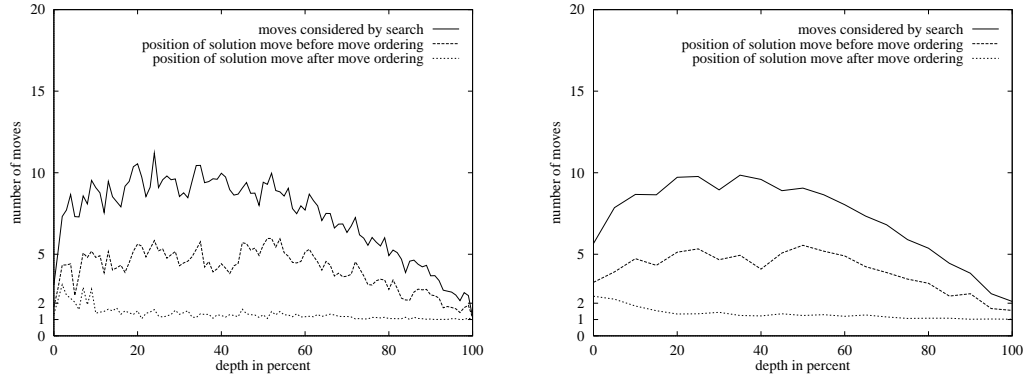 20
moves considered by search
position of solution move before move ordering
position of solution move after move ordering
15
number of moves
10
5
2
1
0
0 20 40 60 80 100
depth in percent
20
moves considered by search
position of solution move before move ordering
position of solution move after move ordering
15
number of moves
10
5
2
1
0
0 20 40 60 80 100
depth in percent